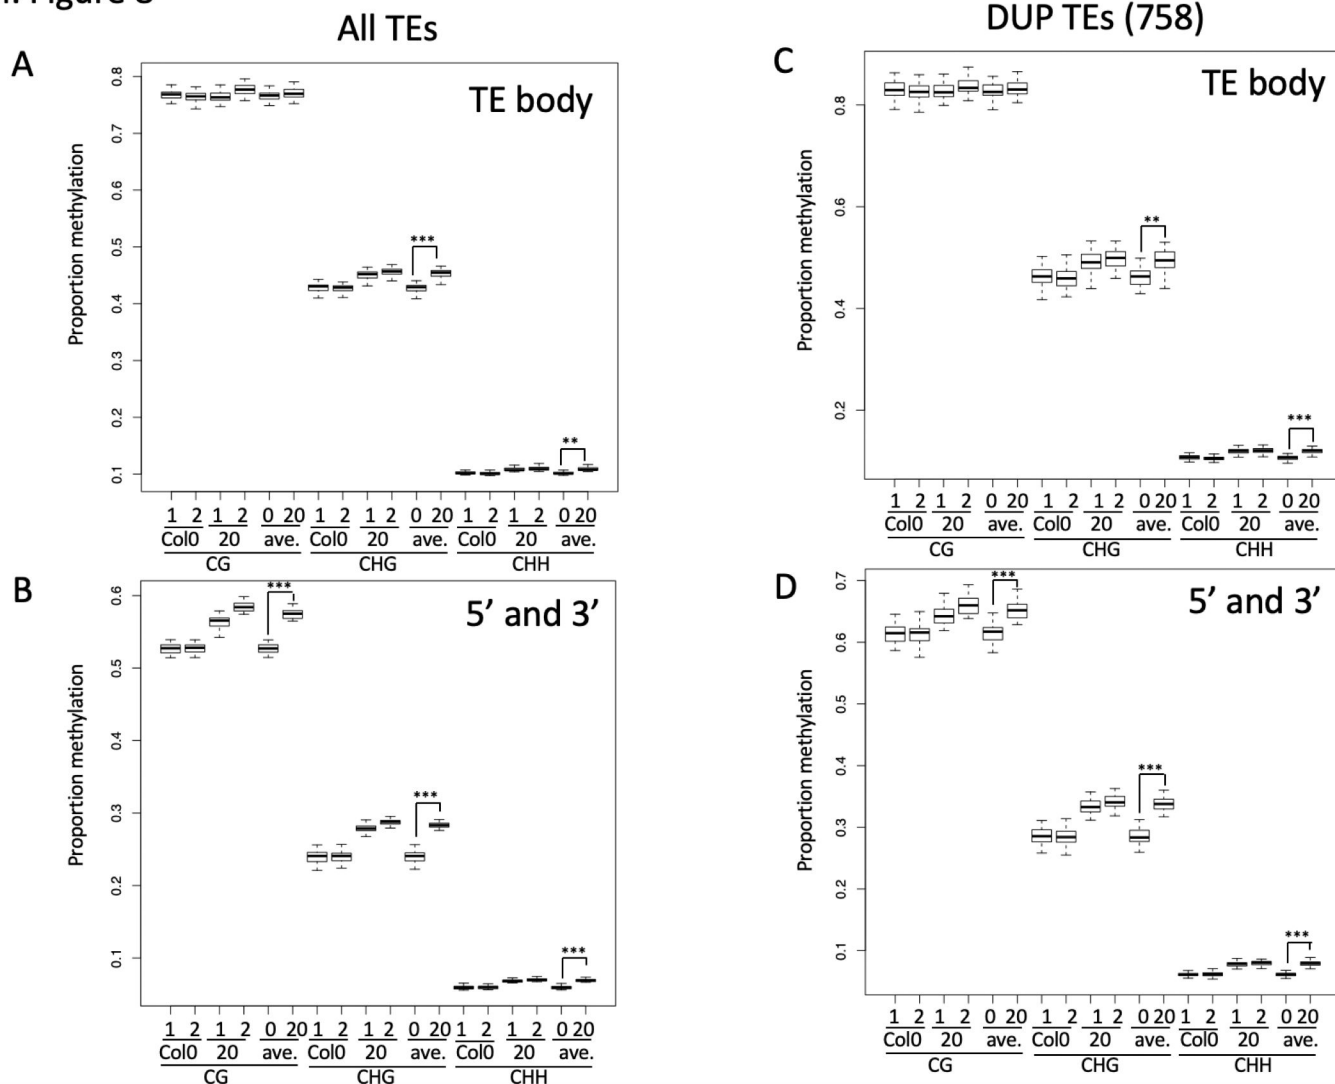 All TEs
DUP TEs (758)
A
TE body
Proportion methylation
0.8
0.7
0.6
0.5
0.4
0.3
0.2
0.1
***
**
1 2 1 2 0 20 1 2 1 2 0 20 1 2 1 2 0 20
Col0 20 ave. Col0 20 ave. Col0 20 ave.
CG CHG CHH
B
5’ and 3’
Proportion methylation
0.6
0.5
0.4
0.3
0.2
0.1
***
***
***
1 2 1 2 0 20 1 2 1 2 0 20 1 2 1 2 0 20
Col0 20 ave. Col0 20 ave. Col0 20 ave.
CG CHG CHH
C
TE body
Proportion methylation
0.8
0.6
0.4
0.2
**
***
1 2 1 2 0 20 1 2 1 2 0 20 1 2 1 2 0 20
Col0 20 ave. Col0 20 ave. Col0 20 ave.
CG CHG CHH
D
5’ and 3’
Proportion methylation
0.7
0.6
0.5
0.4
0.3
0.2
0.1
***
***
***
1 2 1 2 0 20 1 2 1 2 0 20 1 2 1 2 0 20
Col0 20 ave. Col0 20 ave. Col0 20 ave.
CG CHG CHH